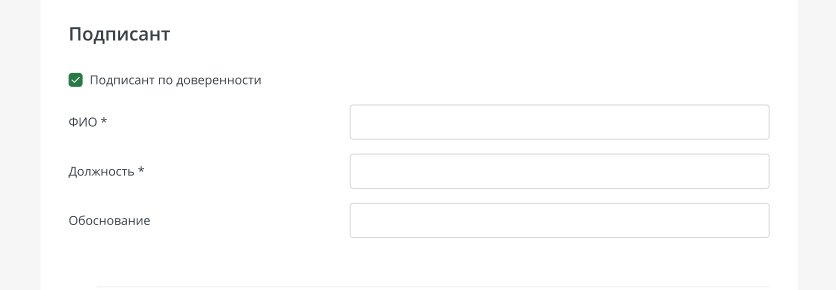 Подписант
Подписант по доверенности
ФИО *
Должность *
Обоснование